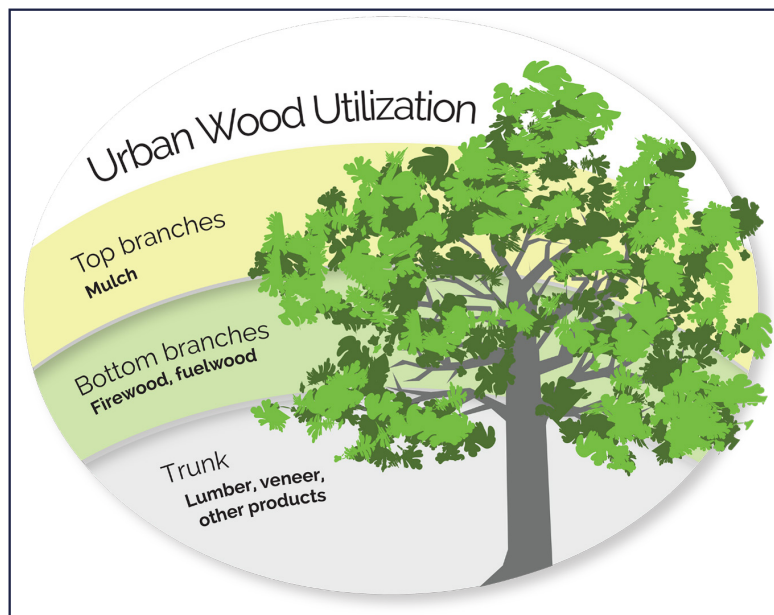 Urban Wood Utilization
Top branches
Mulch
Bottom branches
Firewood, fuelwood
Trunk
Lumber, veneer,
other products